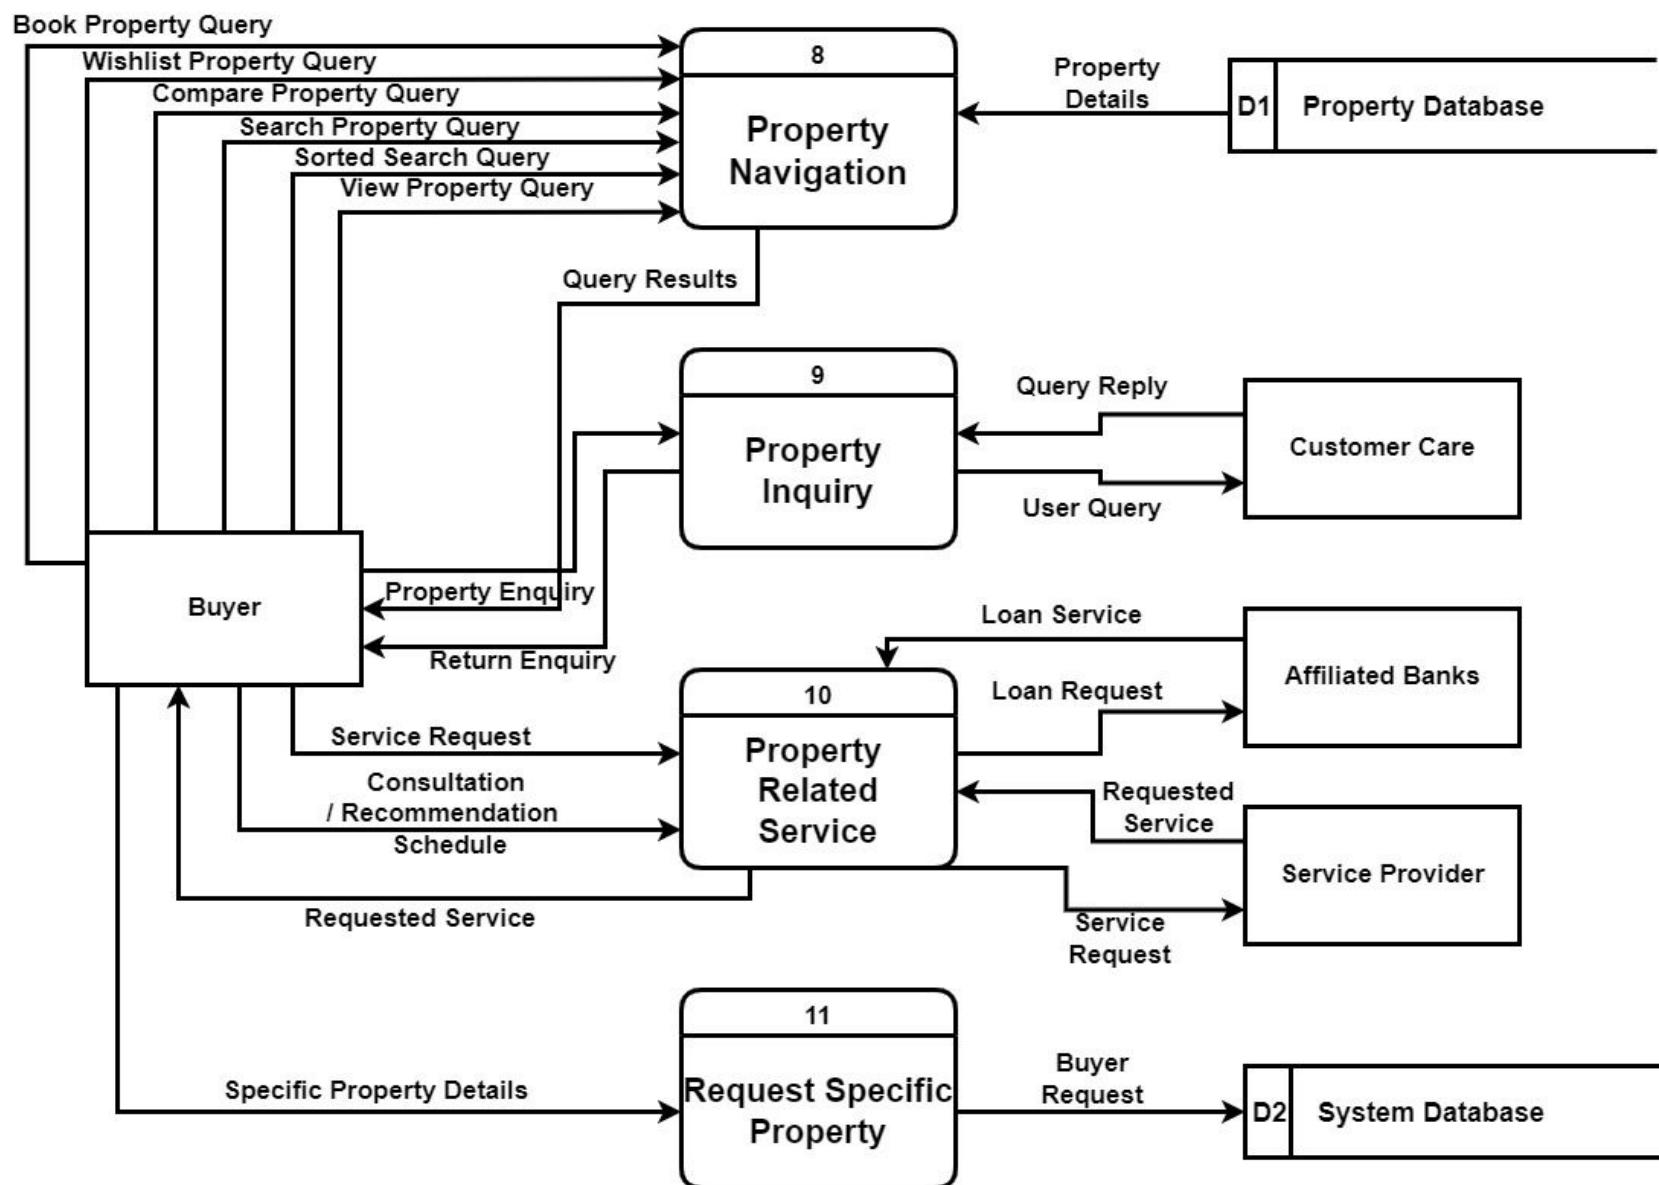 Book Property Query
Wishlist Property Query
Compare Property Query
Search Property Query
Sorted Search Query
View Property Query
8
Property
Navigation
Property
Details
D1
Property Database
Query Results
9
Property
Inquiry
Query Reply
User Query
Customer Care
Buyer
Property Enquiry
Return Enquiry
Loan Service
Loan Request
Affiliated Banks
10
Property
Related
Service
Service Request
Consultation
/ Recommendation
Schedule
Requested Service
Requested
Service
Service
Request
Service Provider
11
Request Specific
Property
Specific Property Details
Buyer
Request
D2
System Database